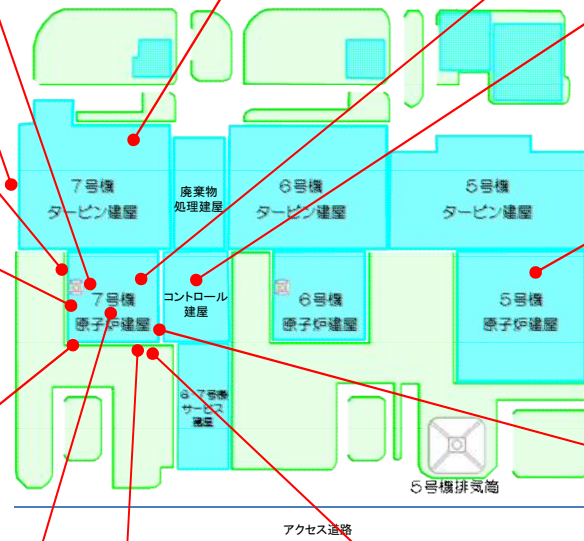 7号機
タービン建屋
廃棄物
処理建屋
6号機
タービン建屋
5号機
タービン建屋
7号機
原子炉建屋
コントロール
建屋
6号機
原子炉建屋
5号機
原子炉建屋
6/7号機
サービス
建屋
5号機排気筒
アクセス道路